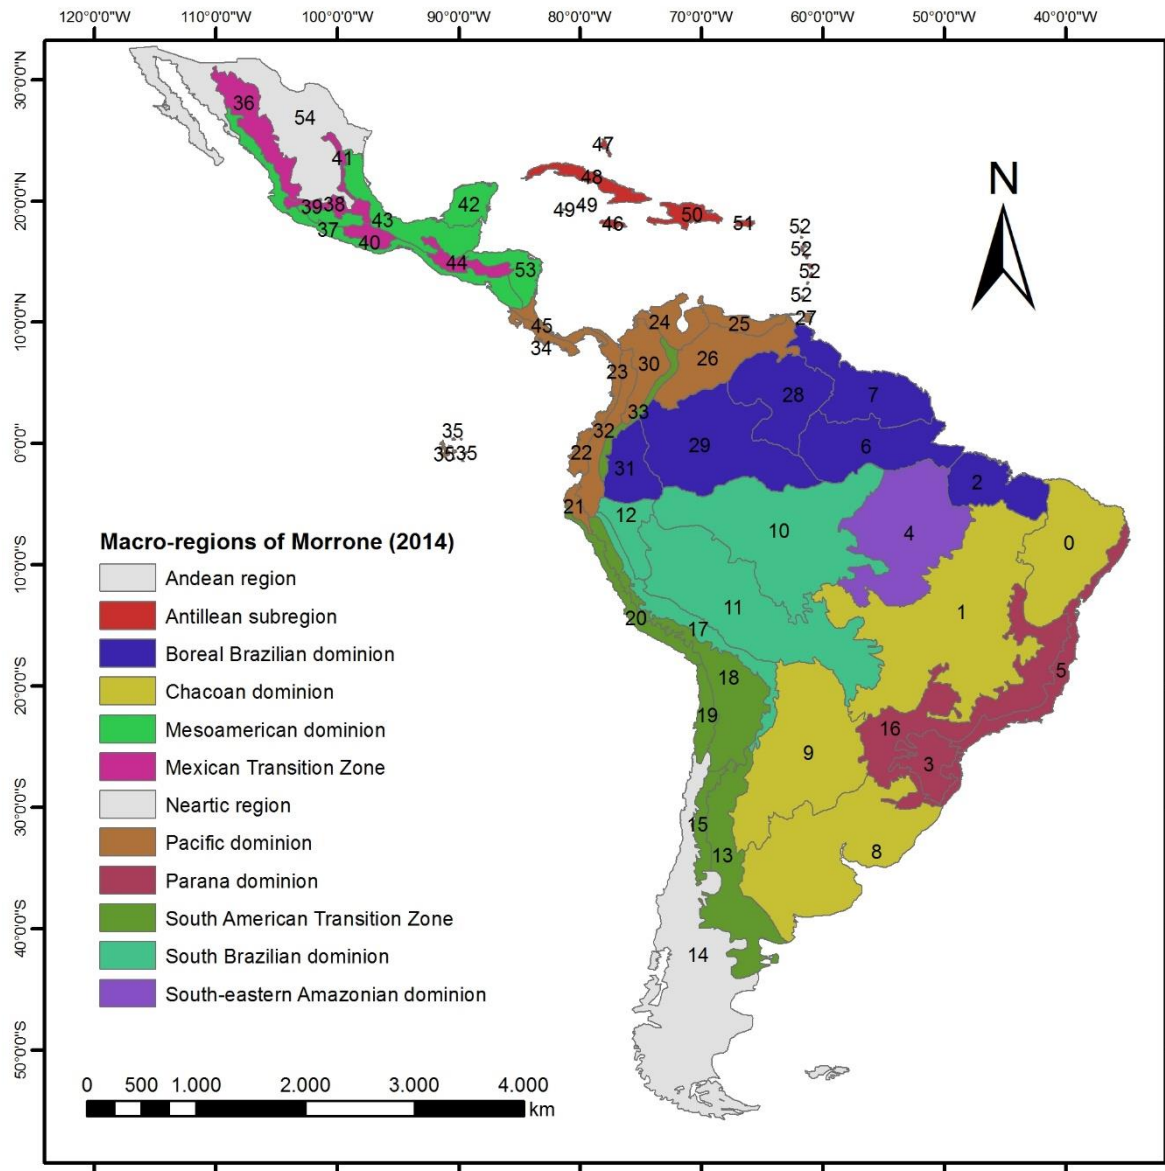 120°0'0"W 110°0'0"W 100°0'0"W 90°0'0"W 80°0'0"W 70°0'0"W 60°0'0"W 50°0'0"W 40°0'0"W
30°0'0"N
20°0'0"N
10°0'0"N
0°0'0"
10°0'0"S
20°0'0"S
30°0'0"S
40°0'0"S
50°0'0"S
N
36
54
41
47
48
39 38
42
49 49
50
37
43
46
51
52
40
52
44
53
52
52
45
24
25
27
34
23
30
26
28
7
33
35
32
22
29
6
35 35
31
2
21
12
10
4
0
11
1
20
17
18
5
19
16
9
3
15
13
8
14
Macro-regions of Morrone (2014)
Andean region
Antillean subregion
Boreal Brazilian dominion
Chacoan dominion
Mesoamerican dominion
Mexican Transition Zone
Neartic region
Pacific dominion
Parana dominion
South American Transition Zone
South Brazilian dominion
South-eastern Amazonian dominion
0 500 1.000 2.000 3.000 4.000
km